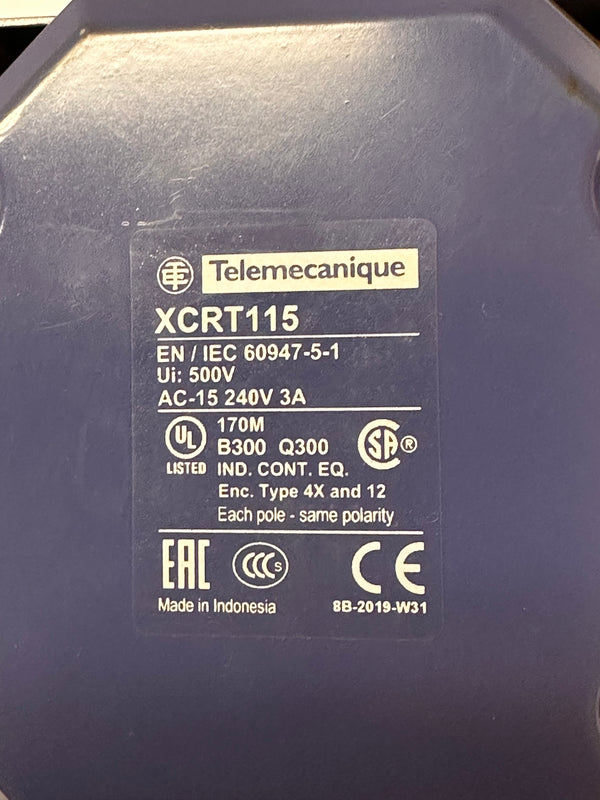 Telemecanique
XCRT115
EN / IEC 60947-5-1
Ui: 500V
AC-15 240V 3A
UL LISTED
170M
B300 Q300
IND. CONT. EQ.
Enc. Type 4X and 12
Each pole - same polarity
SA®
EAC CCC S CE
Made in Indonesia 8B-2019-W31